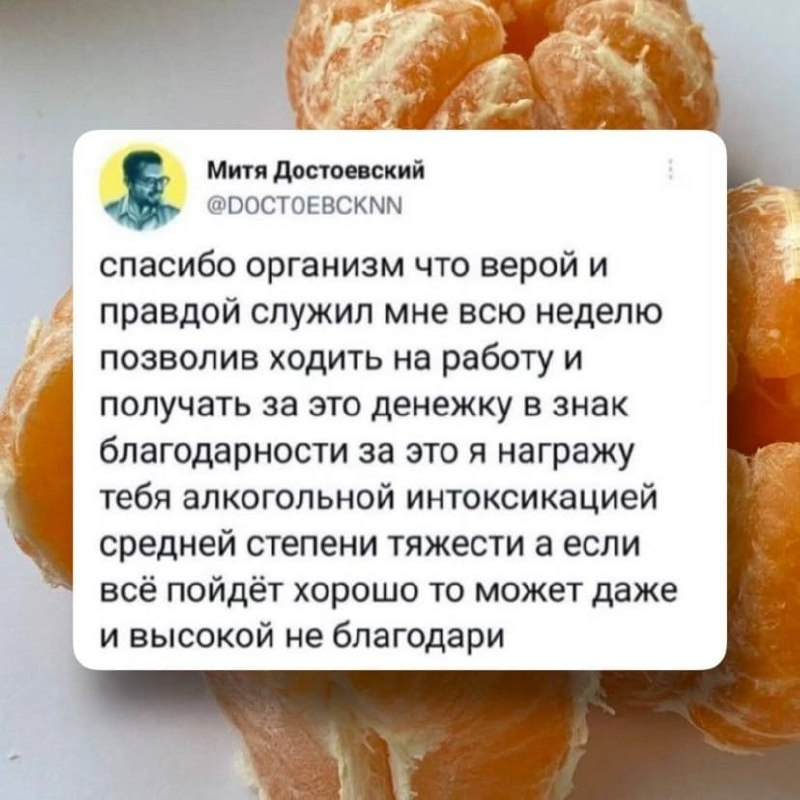 Митя Достоевский
@DOCTOEBCKNN
спасибо организм что верой и
правдой служил мне всю неделю
позволив ходить на работу и
получать за это денежку в знак
благодарности за это я награжу
тебя алкогольной интоксикацией
средней степени тяжести а если
всё пойдёт хорошо то может даже
и высокой не благодари